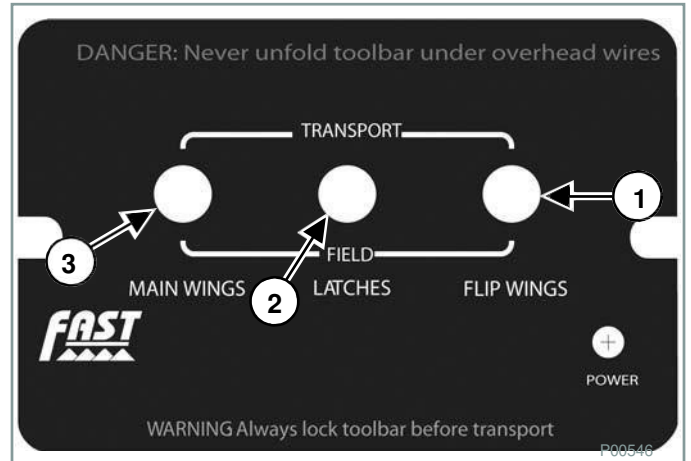 DANGER: Never unfold toolbar under overhead wires
TRANSPORT
1
3
2
FIELD
MAIN WINGS
LATCHES
FLIP WINGS
FAST
POWER
WARNING Always lock toolbar before transport
P00546